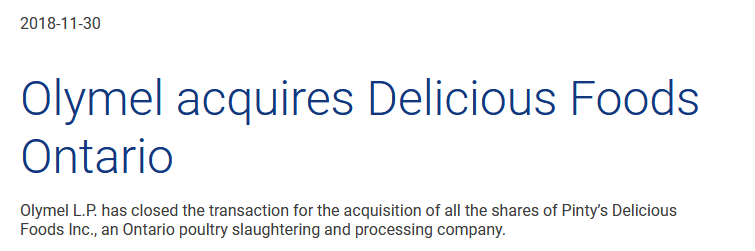 2018-11-30
Olymel acquires Delicious Foods
Ontario
Olymel L.P. has closed the transaction for the acquisition of all the shares of Pinty’s Delicious
Foods Inc., an Ontario poultry slaughtering and processing company.